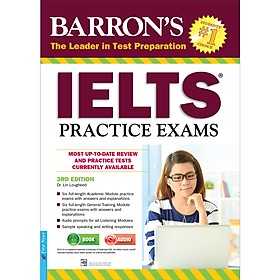 BARRON'S
The Leader in Test Preparation
STUDENTS'
#1
CHOICE
IELTS®
PRACTICE EXAMS
MOST UP-TO-DATE REVIEW
AND PRACTICE TESTS
CURRENTLY AVAILABLE
3RD EDITION
Dr. Lin Lougheed
Six full-length Academic Module practice
exams with answers and explanations
Six full-length General Training Module
practice exams with answers and
explanations
Audio prompts for all Listening Modules
Sample speaking and writing responses
BOOK
AUDIO